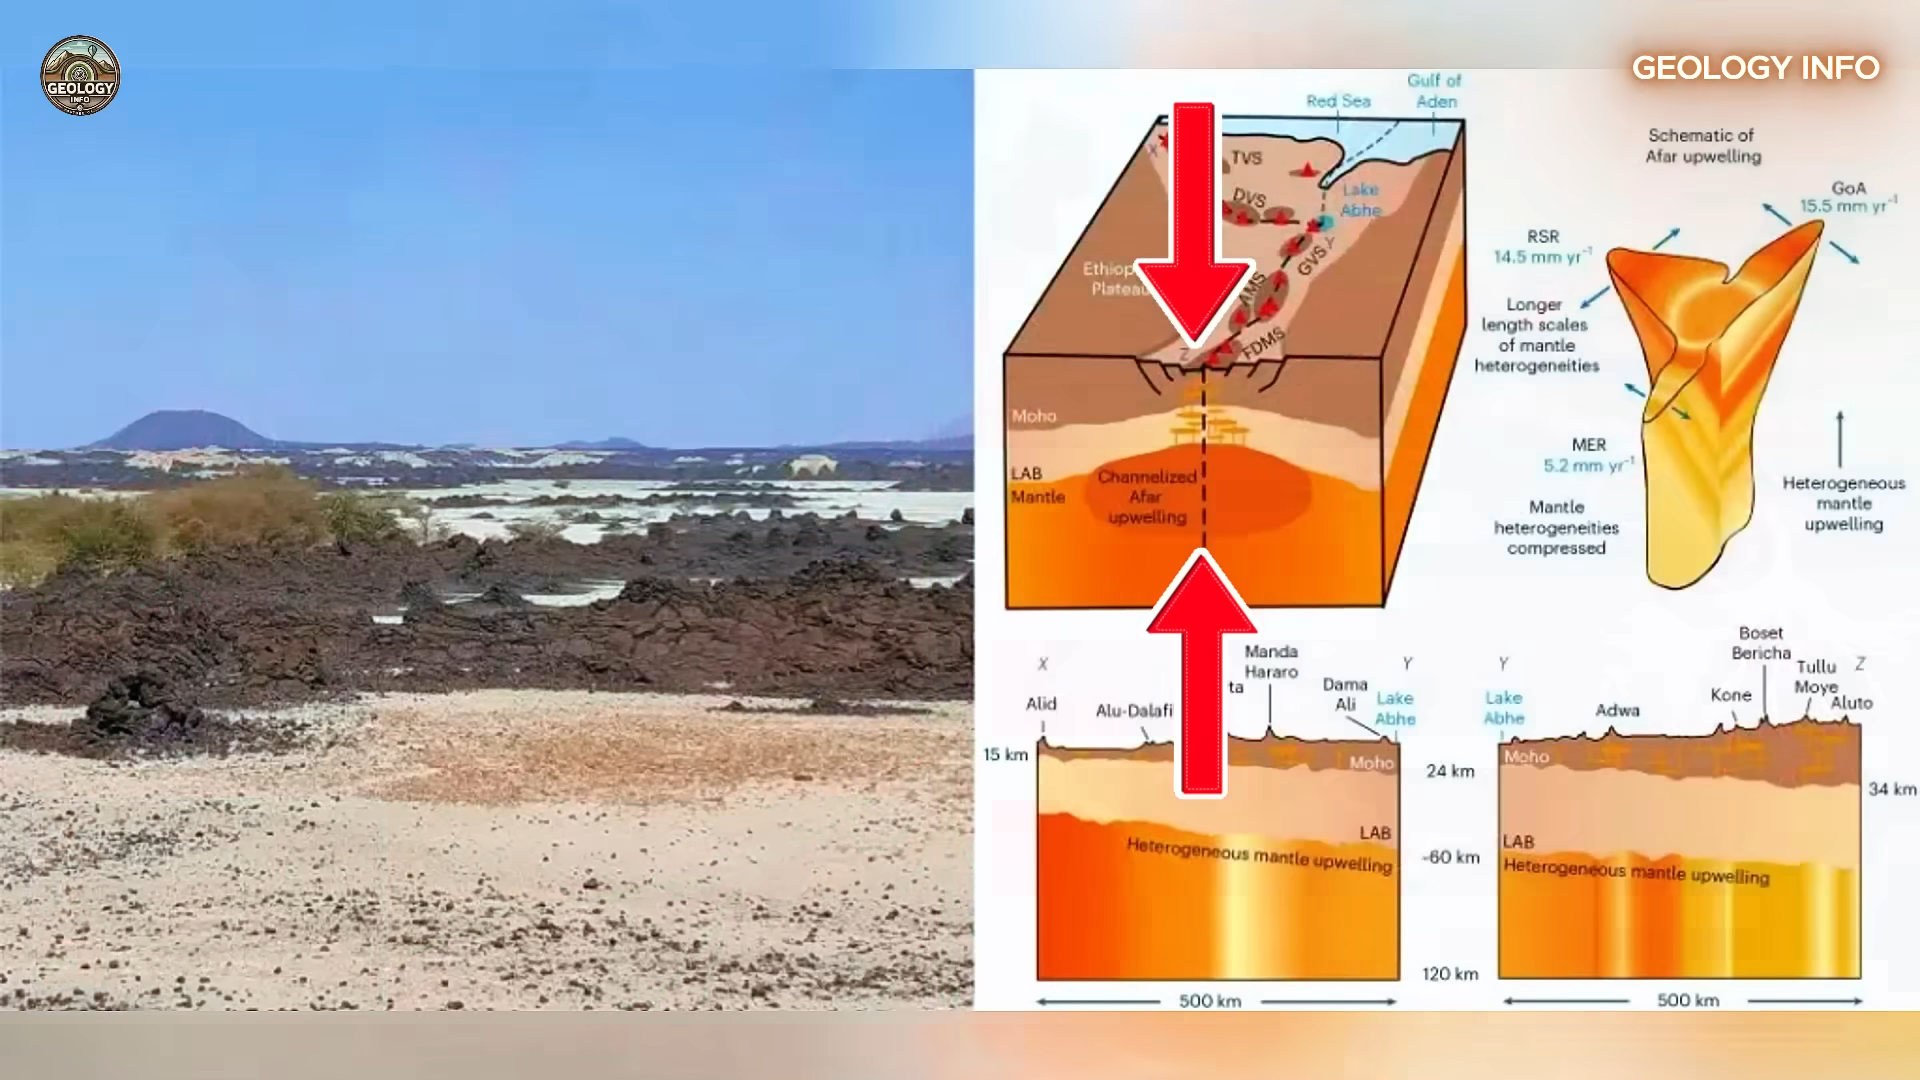 GEOLOGY
INFO
GEOLOGY INFO
Red Sea
Gulf of
Aden
TVS
DVS
Lake
Abhe
GVS
Y
X
AMS
FDMS
Z
Ethiop
Plateau
Moho
LAB
Mantle
Channelized
Afar
upwelling
Schematic of
Afar upwelling
GoA
15.5 mm yr⁻¹
RSR
14.5 mm yr⁻¹
Longer
length scales
of mantle
heterogeneities
MER
5.2 mm yr⁻¹
Mantle
heterogeneities
compressed
Heterogeneous
mantle
upwelling
X
Alid
Alu-Dalafi
ta
Manda
Hararo
Dama
Ali
Y
Lake
Abhe
15 km
Moho
24 km
LAB
Heterogeneous mantle upwelling
-60 km
120 km
500 km
Y
Lake
Abhe
Adwa
Kone
Boset
Bericha
Tullu
Moye
Aluto
Z
Moho
34 km
LAB
Heterogeneous mantle upwelling
500 km